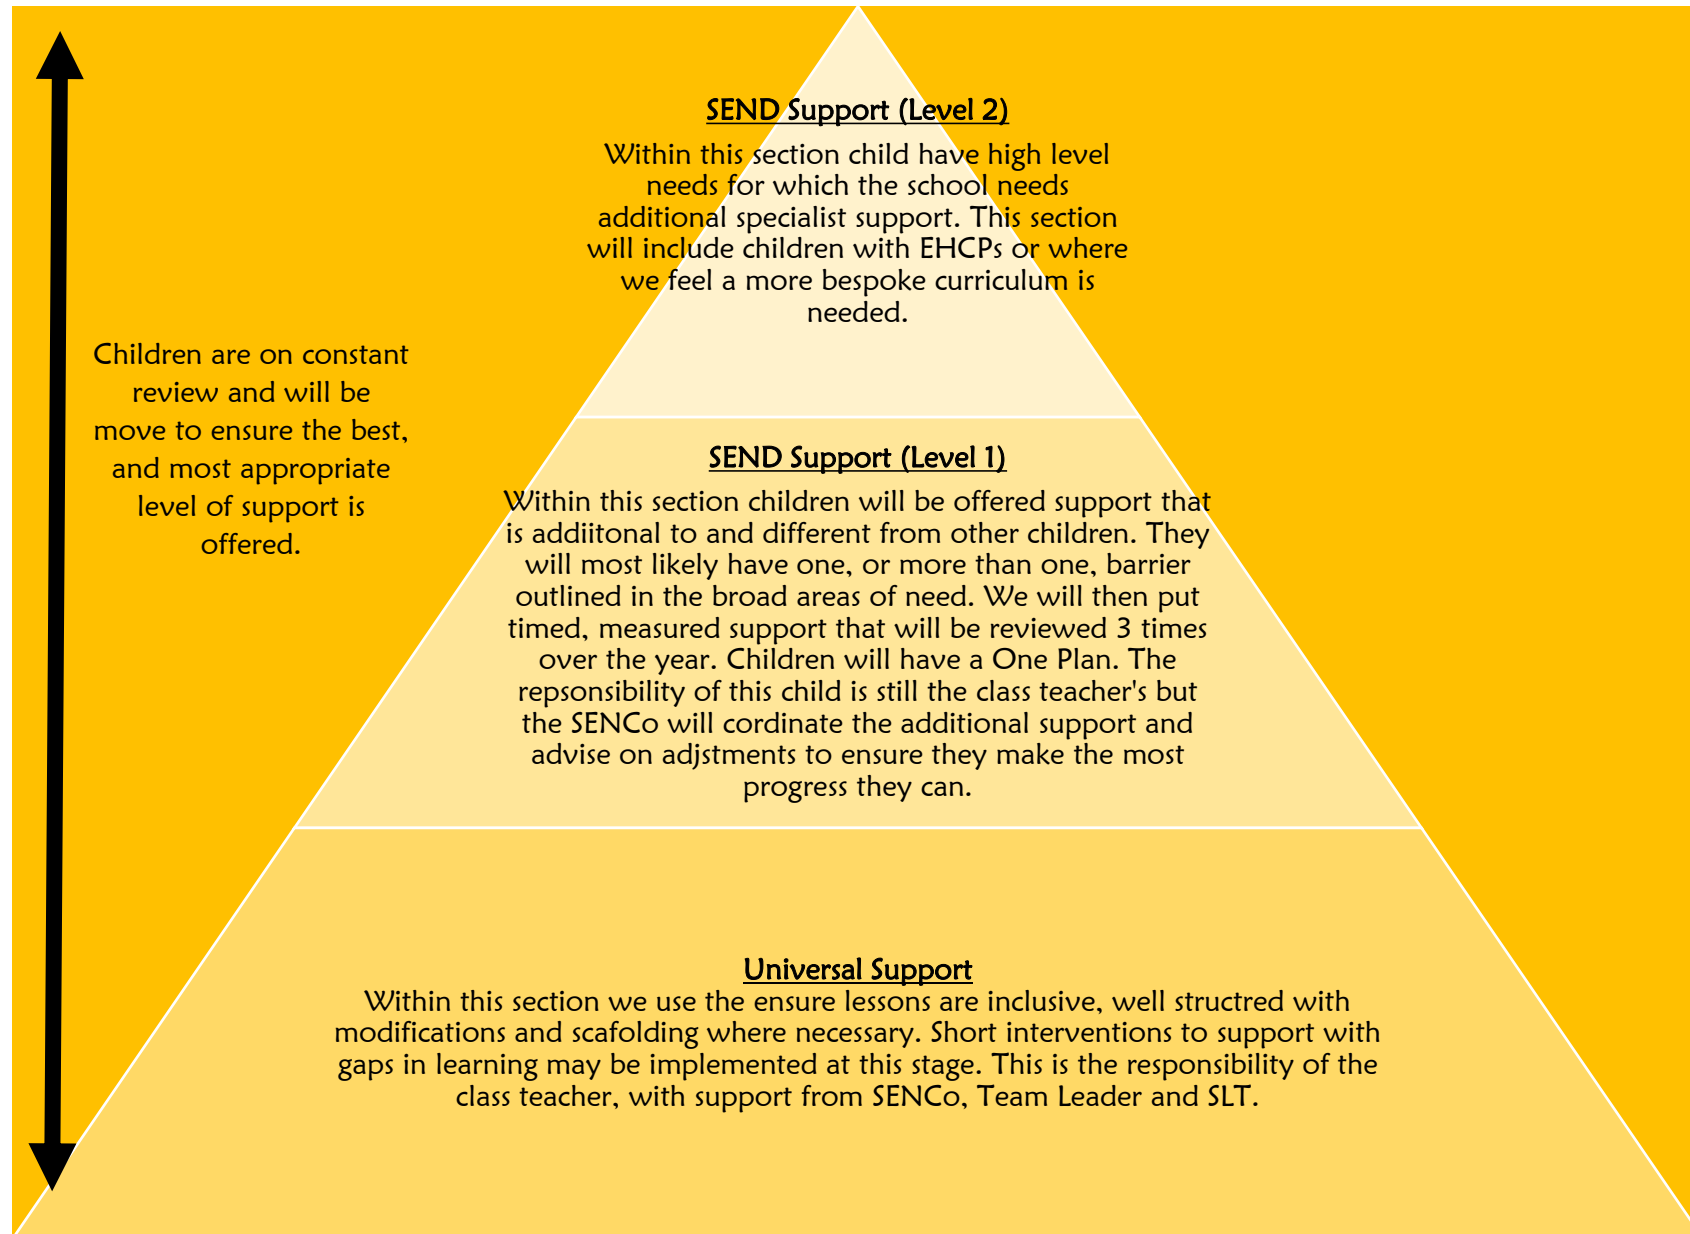 SEND Support (Level 2)
Within this section child have high level
needs for which the school needs
additional specialist support. This section
will include children with EHCPs or where
we feel a more bespoke curriculum is
needed.
Children are on constant
review and will be
move to ensure the best,
and most appropriate
level of support is
offered.
SEND Support (Level 1)
Within this section children will be offered support that
is addiitonal to and different from other children. They
will most likely have one, or more than one, barrier
outlined in the broad areas of need. We will then put
timed, measured support that will be reviewed 3 times
over the year. Children will have a One Plan. The
repsonsibility of this child is still the class teacher's but
the SENCo will cordinate the additional support and
advise on adjstments to ensure they make the most
progress they can.
Universal Support
Within this section we use the ensure lessons are inclusive, well structred with
modifications and scafolding where necessary. Short interventions to support with
gaps in learning may be implemented at this stage. This is the responsibility of the
class teacher, with support from SENCo, Team Leader and SLT.